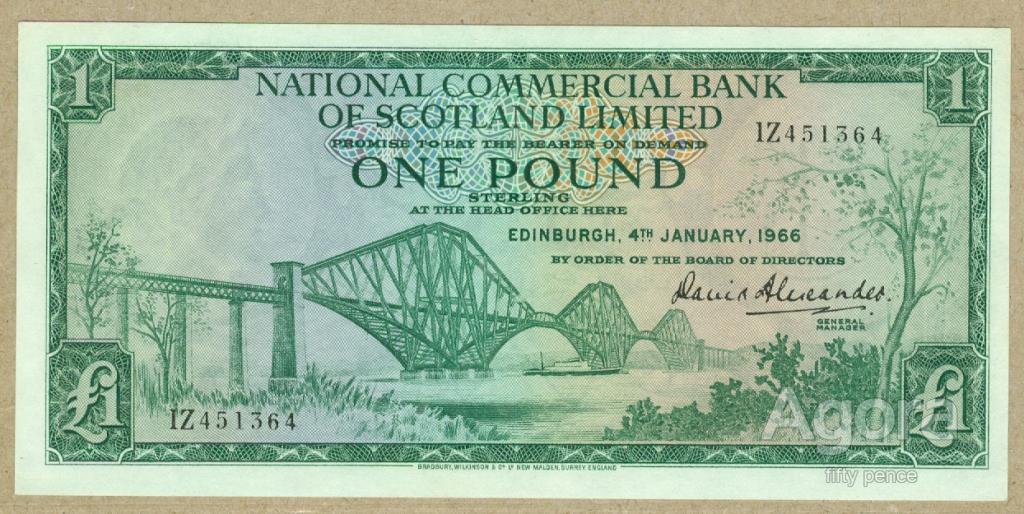 1
1
NATIONAL COMMERCIAL BANK
OF SCOTLAND LIMITED
1Z451364
PROMISE TO PAY THE BEARER ON DEMAND
ONE POUND
STERLING
AT THE HEAD OFFICE HERE
EDINBURGH, 4TH JANUARY, 1966
BY ORDER OF THE BOARD OF DIRECTORS
David Alexander.
GENERAL
MANAGER
£1
1Z451364
£1
Agora
BRADBURY, WILKINSON & Co Ld NEW MALDEN, SURREY, ENGLAND
fifty pence